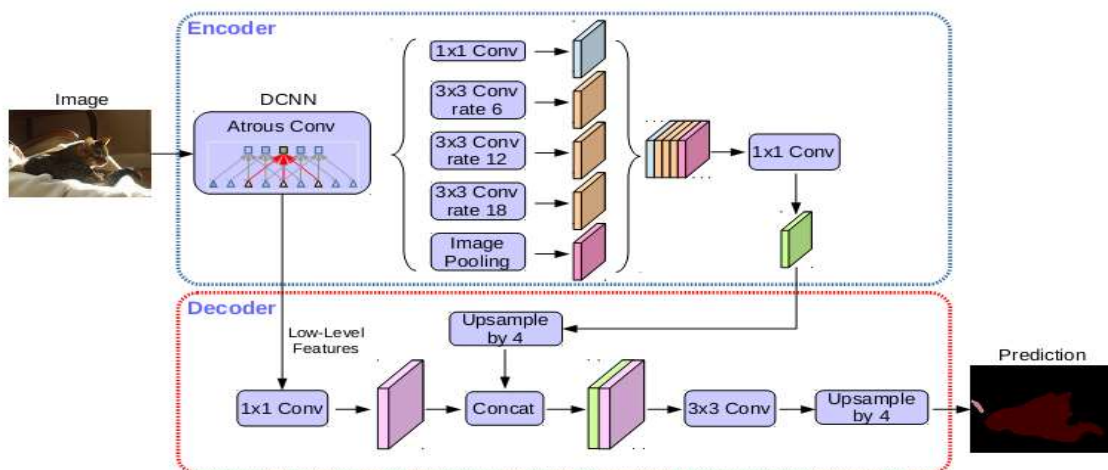 Encoder
1x1 Conv
Image
DCNN
3x3 Conv
rate 6
Atrous Conv
3x3 Conv
rate 12
1x1 Conv
3x3 Conv
rate 18
Image
Pooling
Decoder
Low-Level
Features
Upsample
by 4
Prediction
1x1 Conv
Concat
3x3 Conv
Upsample
by 4